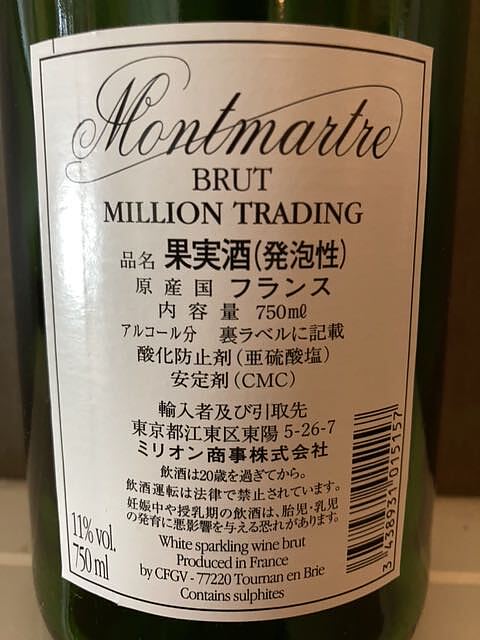 Montmartre
BRUT
MILLION TRADING
品名 果実酒(発泡性)
原産国 フランス
内容量 750mℓ
アルコール分 裏ラベルに記載
酸化防止剤(亜硫酸塩)
安定剤(CMC)
輸入者及び引取先
東京都江東区東陽 5-26-7
ミリオン商事株式会社
飲酒は20歳を過ぎてから。
飲酒運転は法律で禁止されています。
妊娠中や授乳期の飲酒は、胎児・乳児
の発育に悪影響を与える恐れがあります。
11% vol.
750 ml
White sparkling wine brut
Produced in France
by CFGV - 77220 Tournan en Brie
Contains sulphites
3 438931 015157